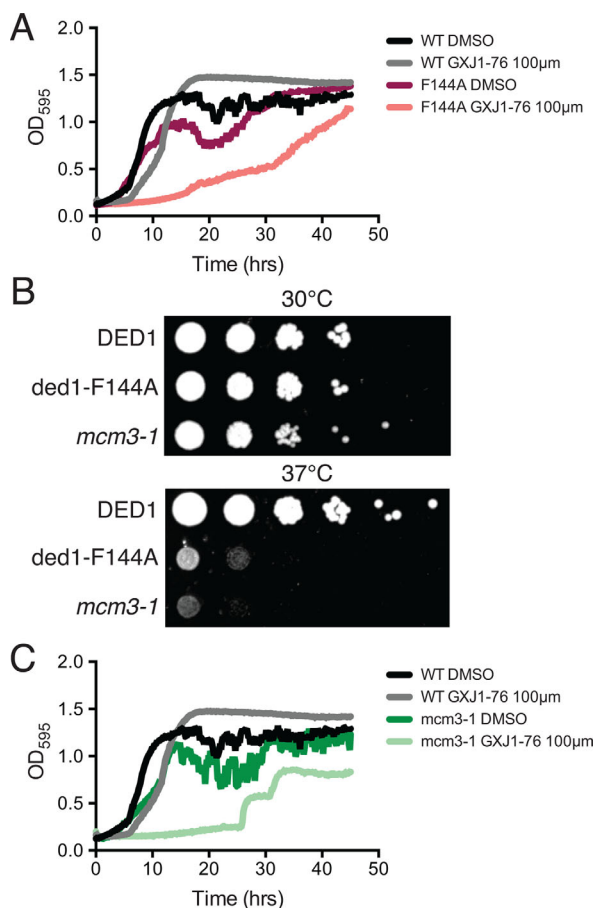 A
2.0
1.5
1.0
0.5
0.0
OD595
0 10 20 30 40 50
Time (hrs)
WT DMSO
WT GXJ1-76 100µm
F144A DMSO
F144A GXJ1-76 100µm
B
30°C
DED1
ded1-F144A
mcm3-1
37°C
DED1
ded1-F144A
mcm3-1
C
2.0
1.5
1.0
0.5
0.0
OD595
0 10 20 30 40 50
Time (hrs)
WT DMSO
WT GXJ1-76 100µm
mcm3-1 DMSO
mcm3-1 GXJ1-76 100µm